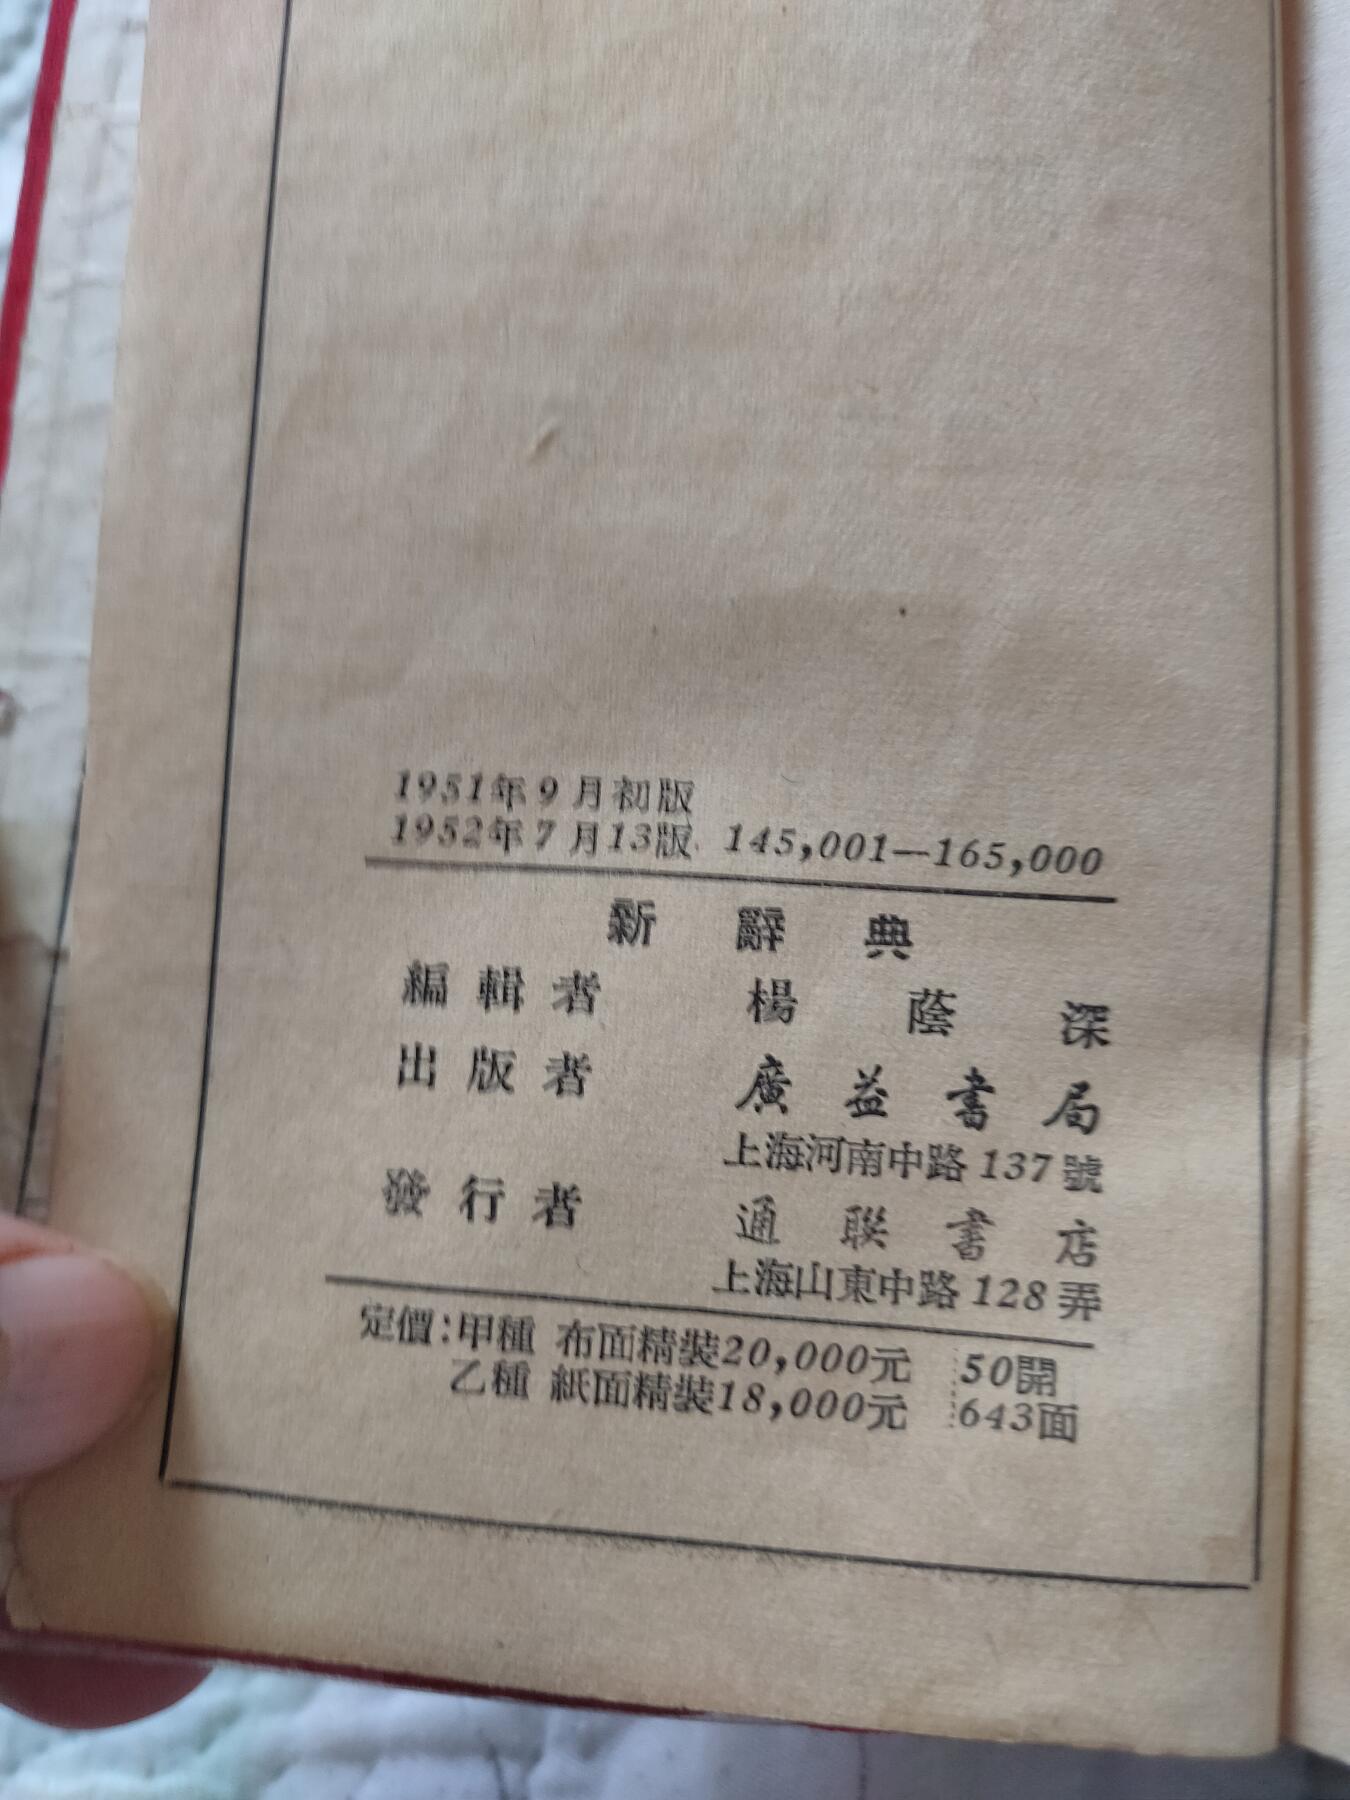 1951年9月初版
1952年7月13版 145,001—165,000
新辭典
編輯者 楊蔭深
出版者 廣益書局
上海河南中路137號
發行者 通聯書店
上海山東中路128弄
定價:甲種 布面精裝20,000元 50開
乙種 紙面精裝18,000元 643面